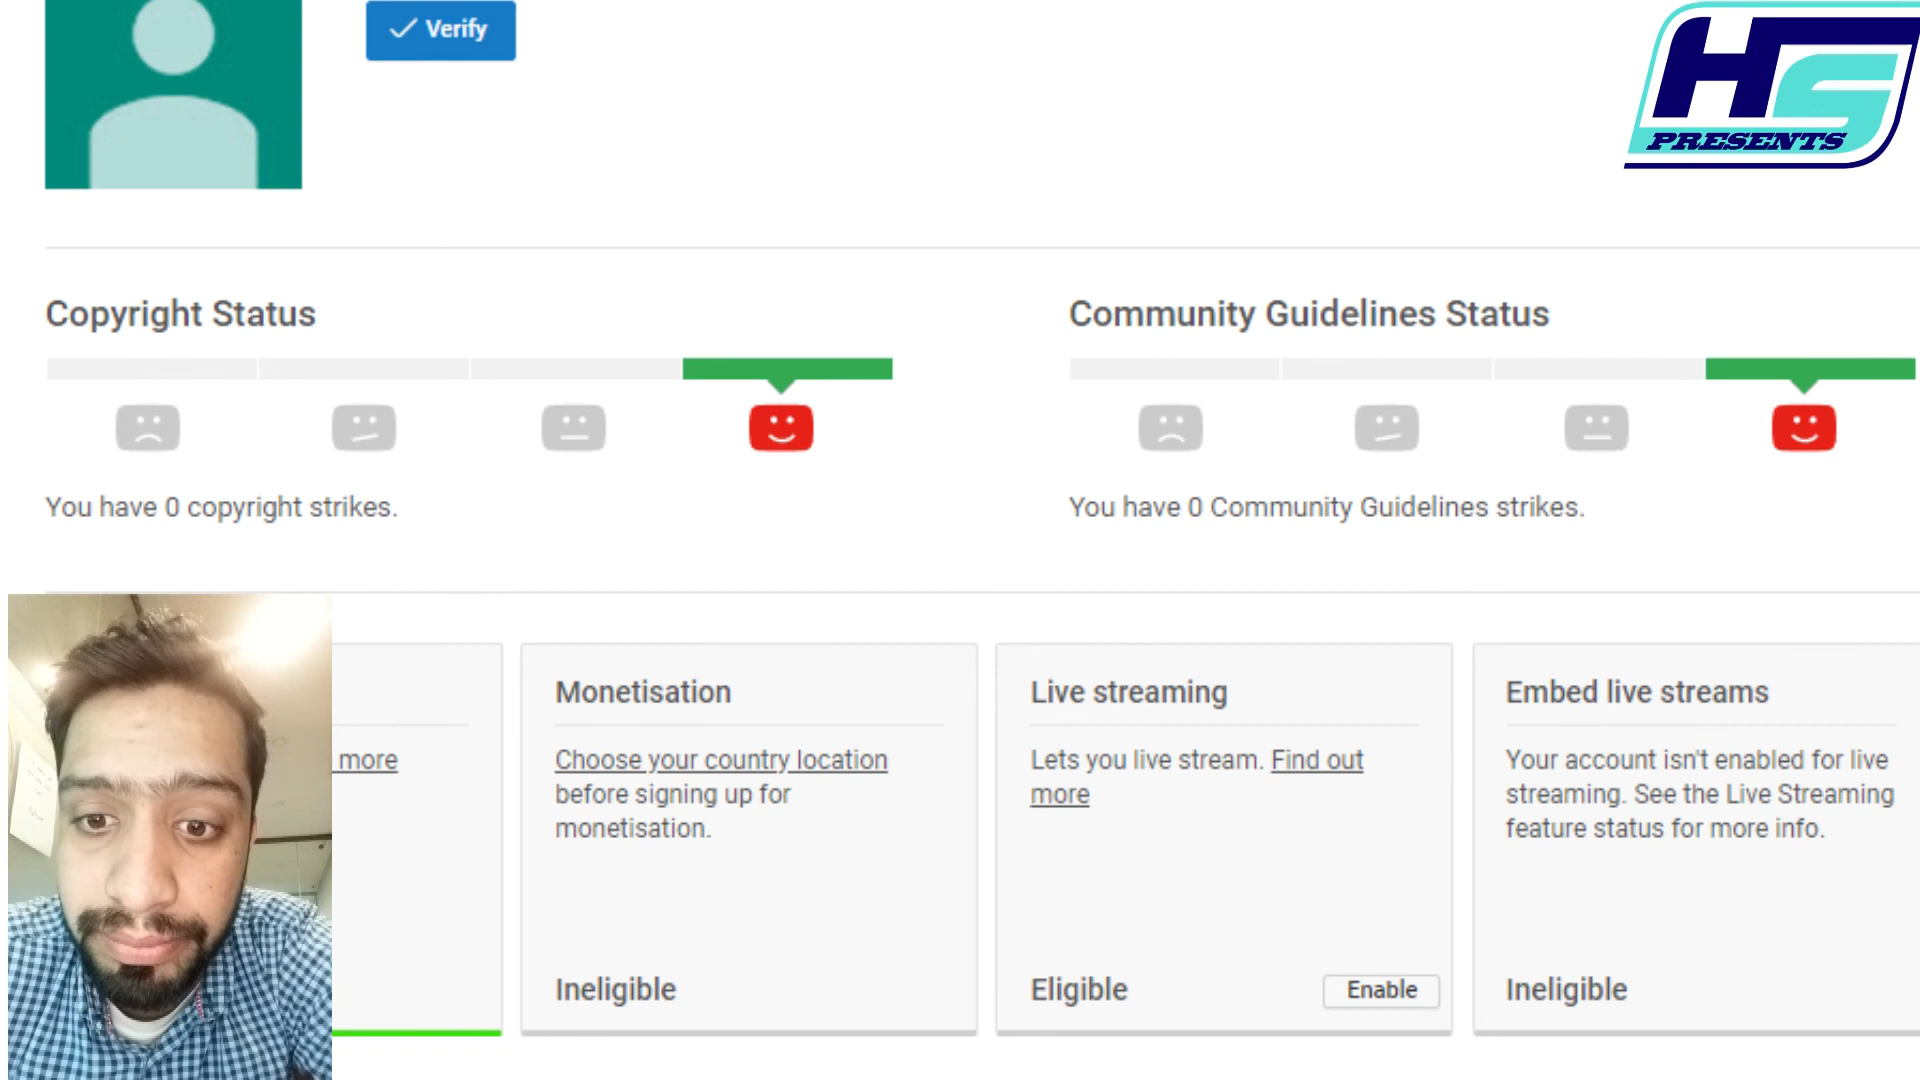 Verify
HS
PRESENTS
Copyright Status
Community Guidelines Status
You have 0 copyright strikes.
You have 0 Community Guidelines strikes.
more
Monetisation
Choose your country location
before signing up for
monetisation.
Ineligible
Live streaming
Lets you live stream. Find out
more
Eligible
Enable
Embed live streams
Your account isn't enabled for live
streaming. See the Live Streaming
feature status for more info.
Ineligible